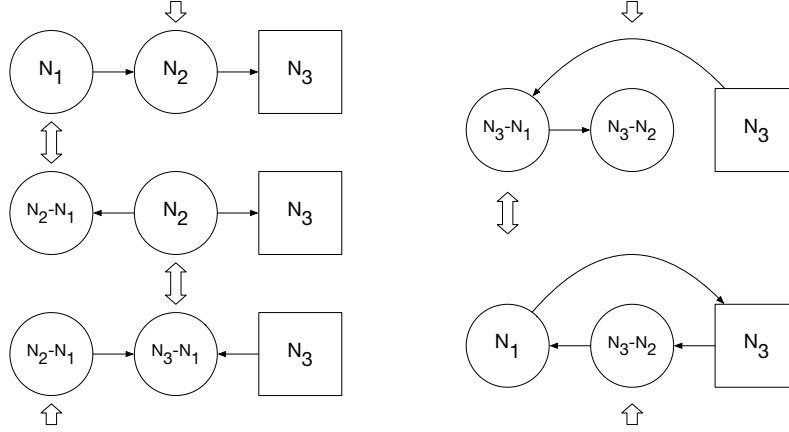 N₁ N₂ N₃
N₂-N₁ N₂ N₃
N₂-N₁ N₃-N₁ N₃
N₃-N₁ N₃-N₂ N₃
N₁ N₃-N₂ N₃